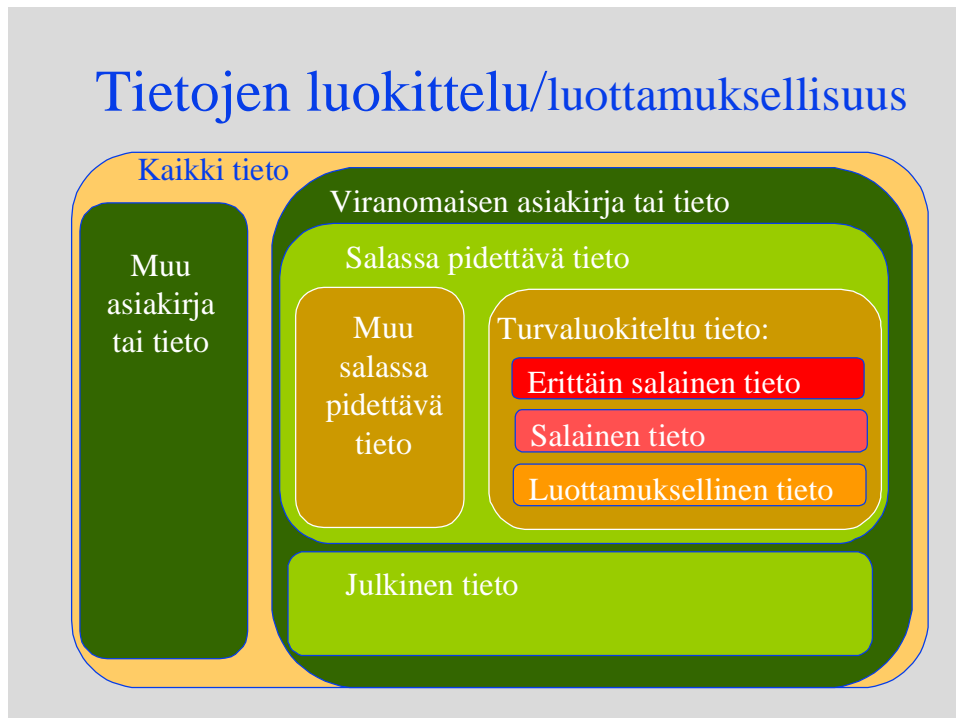 Tietojen luokittelu/luottamuksellisuus
Kaikki tieto
Muu
asiakirja
tai tieto
Viranomaisen asiakirja tai tieto
Salassa pidettävä tieto
Muu
salassa
pidettävä
tieto
Turvaluokiteltu tieto:
Erittäin salainen tieto
Salainen tieto
Luottamuksellinen tieto
Julkinen tieto